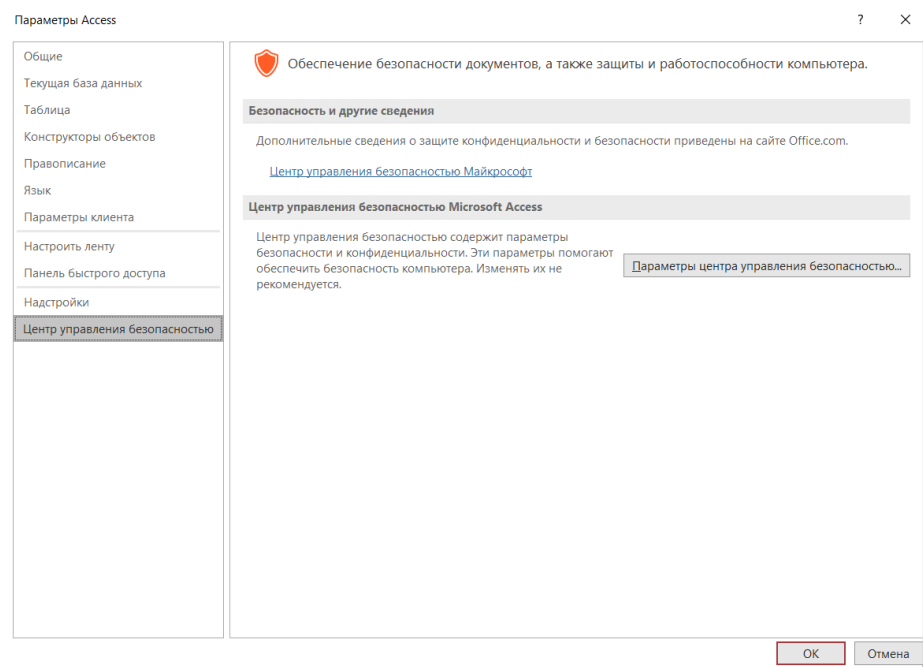 Параметры Access
?
Общие
Текущая база данных
Таблица
Конструкторы объектов
Правописание
Язык
Параметры клиента
Настроить ленту
Панель быстрого доступа
Надстройки
Центр управления безопасностью
Обеспечение безопасности документов, а также защиты и работоспособности компьютера.
Безопасность и другие сведения
Дополнительные сведения о защите конфиденциальности и безопасности приведены на сайте Office.com.
Центр управления безопасностью Майкрософт
Центр управления безопасностью Microsoft Access
Центр управления безопасностью содержит параметры
безопасности и конфиденциальности. Эти параметры помогают
обеспечить безопасность компьютера. Изменять их не
рекомендуется.
Параметры центра управления безопасностью...
ОК
Отмена